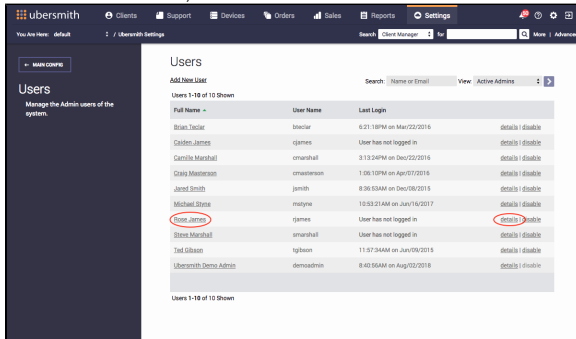 ubersmith Clients Support Devices Orders Sales Reports Settings
You Are Here: default / Ubersmith Settings Search Client Manager for More | Advanced
← MAIN CONFIG
Users
Manage the Admin users of the
system.
Users
Add New User Search: Name or Email View: Active Admins
Users 1-10 of 10 Shown
Full Name User Name Last Login
Brian Teclar bteclar 6:21:18PM on Mar/22/2016 details | disable
Caiden James cjames User has not logged in details | disable
Camille Marshall cmarshall 3:13:24PM on Dec/22/2016 details | disable
Craig Masterson cmasterson 1:06:10PM on Apr/07/2016 details | disable
Jared Smith jsmith 8:36:53AM on Dec/08/2015 details | disable
Michael Styne mstyne 10:53:21AM on Jun/16/2017 details | disable
Rose James rjames User has not logged in details | disable
Steve Marshall smarshall User has not logged in details | disable
Ted Gibson tgibson 11:57:34AM on Jun/09/2015 details | disable
Ubersmith Demo Admin demoadmin 8:40:56AM on Aug/02/2018 details | disable
Users 1-10 of 10 Shown